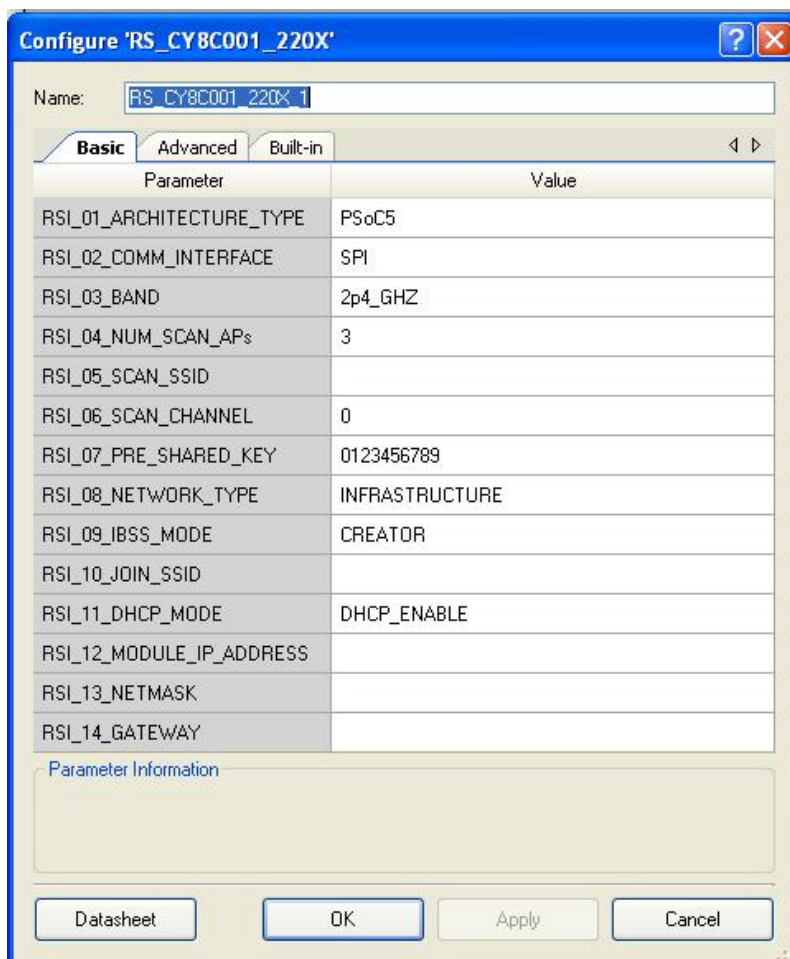 Configure 'RS_CY8C001_220X'
Name: RS_CY8C001_220X_1
Basic Advanced Built-in
Parameter Value
RSI_01_ARCHITECTURE_TYPE PSoC5
RSI_02_COMM_INTERFACE SPI
RSI_03_BAND 2p4_GHZ
RSI_04_NUM_SCAN_APs 3
RSI_05_SCAN_SSID
RSI_06_SCAN_CHANNEL 0
RSI_07_PRE_SHARED_KEY 0123456789
RSI_08_NETWORK_TYPE INFRASTRUCTURE
RSI_09_IBSS_MODE CREATOR
RSI_10_JOIN_SSID
RSI_11_DHCP_MODE DHCP_ENABLE
RSI_12_MODULE_IP_ADDRESS
RSI_13_NETMASK
RSI_14_GATEWAY
Parameter Information
Datasheet OK Apply Cancel